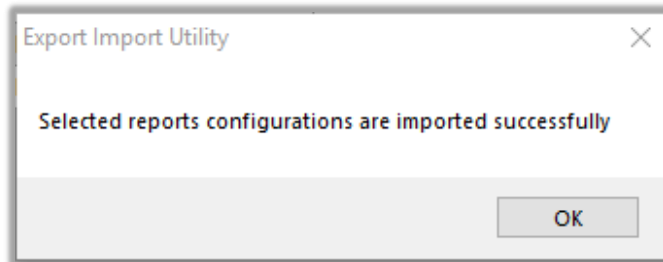 Export Import Utility
Selected reports configurations are imported successfully
OK